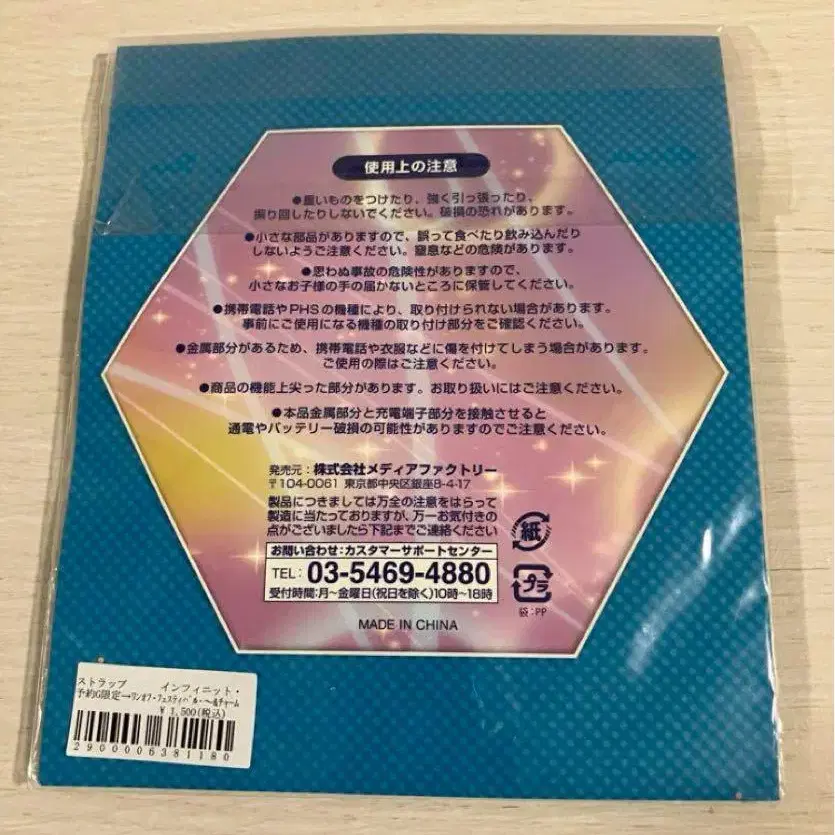 使用上の注意
●重いものをつけたり、強く引っ張ったり、
振り回したりしないでください。破損の恐れがあります。
●小さな部品がありますので、誤って食べたり飲み込んだり
しないようご注意ください。窒息などの危険があります。
●思わぬ事故の危険性がありますので、
小さなお子様の手の届かないところに保管してください。
●携帯電話やPHSの機種により、取り付けられない場合があります。
事前にご使用になる機種の取り付け部分をご確認ください。
●金属部分があるため、携帯電話や衣服などに傷を付けてしまう場合があります。
ご使用の際はご注意ください。
●商品の機能上尖った部分があります。お取り扱いにはご注意ください。
●本品金属部分と充電端子部分を接触させると
通電やバッテリー破損の可能性がありますのでご注意ください。
発売元：株式会社メディアファクトリー
〒104-0061 東京都中央区銀座8-4-17
製品につきましては万全の注意をはらって
製造に当たっておりますが、万一お気付きの
点がございましたら下記までご連絡ください
お問い合わせ：カスタマーサポートセンター
TEL：03-5469-4880
受付時間：月〜金曜日(祝日を除く)10時〜18時
紙
プラ
袋：PP
MADE IN CHINA
ストラップ インフィニット・
予約G限定→ワンオフ・フェスティバル・〜&チャーム
¥ 1,500(税込)
2900006381180